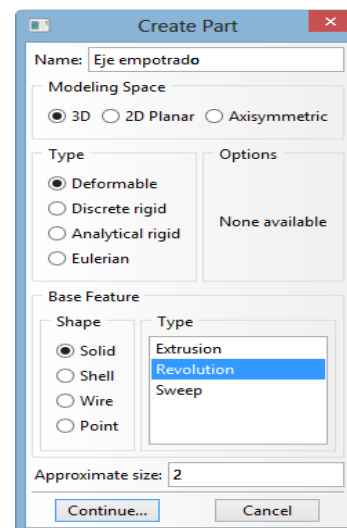 Create Part
Name: Eje empotrado
Modeling Space
3D 2D Planar Axisymmetric
Type
Deformable
Discrete rigid
Analytical rigid
Eulerian
Options
None available
Base Feature
Shape
Solid
Shell
Wire
Point
Type
Extrusion
Revolution
Sweep
Approximate size: 2
Continue... Cancel